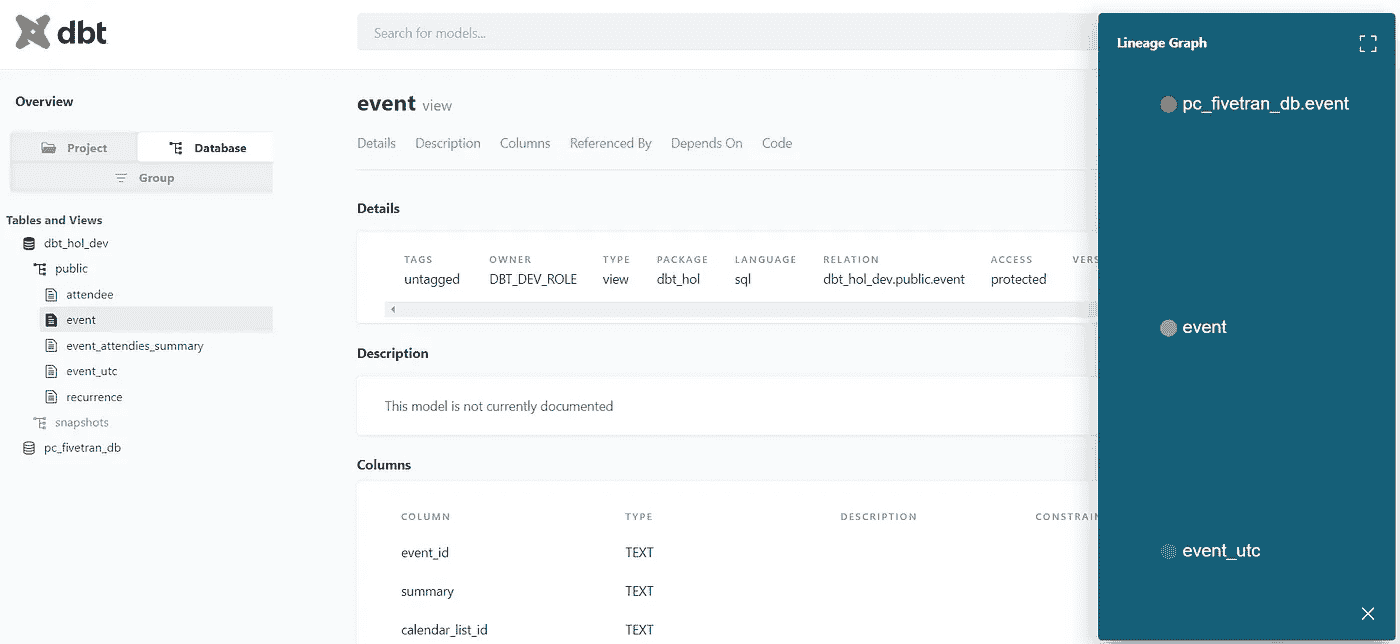 dbt
Search for models...
Overview
Project
Database
Group
Tables and Views
dbt_hol_dev
public
attendee
event
event_attendies_summary
event_utc
recurrence
snapshots
pc_fivetran_db
event view
Details Description Columns Referenced By Depends On Code
Details
TAGS OWNER TYPE PACKAGE LANGUAGE RELATION ACCESS VERS
untagged DBT_DEV_ROLE view dbt_hol sql dbt_hol_dev.public.event protected
Description
This model is not currently documented
Columns
COLUMN TYPE DESCRIPTION CONSTRAIN
event_id TEXT
summary TEXT
calendar_list_id TEXT
Lineage Graph
pc_fivetran_db.event
event
event_utc